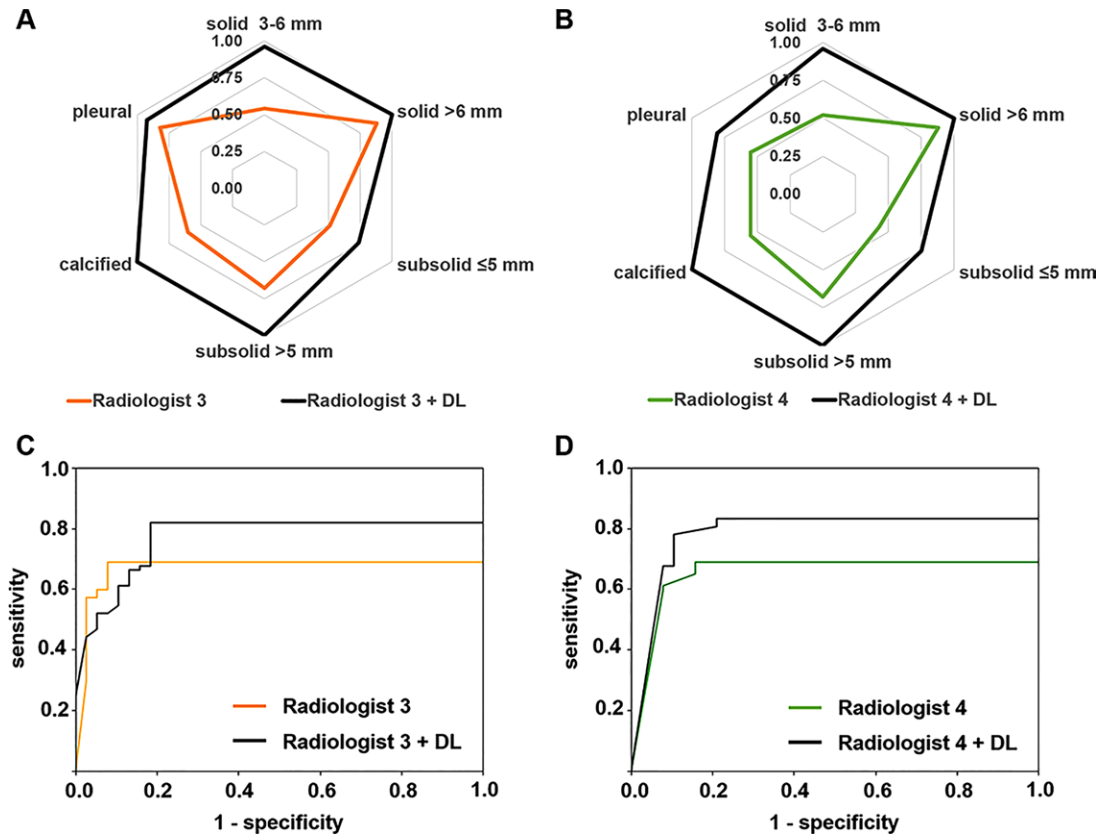 A
solid 3-6 mm
1.00
0.75
0.50
0.25
0.00
solid >6 mm
subsolid ≤5 mm
subsolid >5 mm
calcified
pleural
Radiologist 3
Radiologist 3 + DL
B
solid 3-6 mm
1.00
0.75
0.50
0.25
0.00
solid >6 mm
subsolid ≤5 mm
subsolid >5 mm
calcified
pleural
Radiologist 4
Radiologist 4 + DL
C
1.0
0.8
0.6
0.4
0.2
sensitivity
Radiologist 3
Radiologist 3 + DL
0.0 0.2 0.4 0.6 0.8 1.0
1 - specificity
D
1.0
0.8
0.6
0.4
0.2
sensitivity
Radiologist 4
Radiologist 4 + DL
0.0 0.2 0.4 0.6 0.8 1.0
1 - specificity